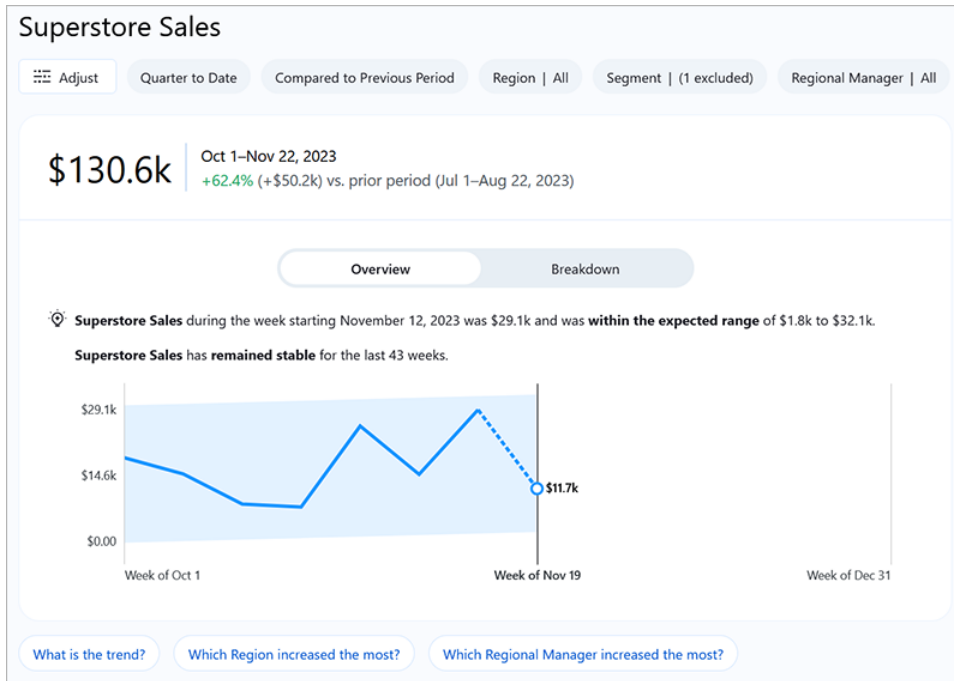 Superstore Sales
Adjust
Quarter to Date
Compared to Previous Period
Region | All
Segment | (1 excluded)
Regional Manager | All
$130.6k
Oct 1–Nov 22, 2023
+62.4% (+$50.2k) vs. prior period (Jul 1–Aug 22, 2023)
Overview
Breakdown
Superstore Sales during the week starting November 12, 2023 was $29.1k and was within the expected range of $1.8k to $32.1k.
Superstore Sales has remained stable for the last 43 weeks.
$29.1k
$14.6k
$11.7k
$0.00
Week of Oct 1
Week of Nov 19
Week of Dec 31
What is the trend?
Which Region increased the most?
Which Regional Manager increased the most?